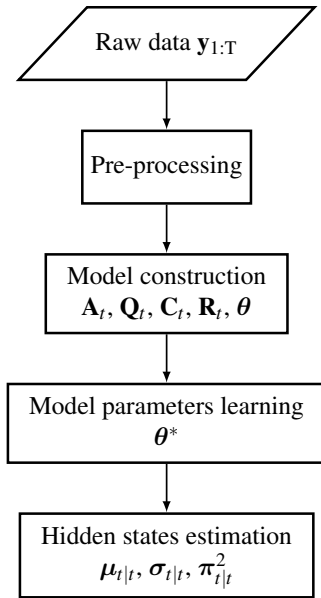 Raw data y₁:T
Pre-processing
Model construction
Aₜ, Qₜ, Cₜ, Rₜ, θ
Model parameters learning
θ*
Hidden states estimation
μₜ|ₜ, σₜ|ₜ, π²ₜ|ₜ